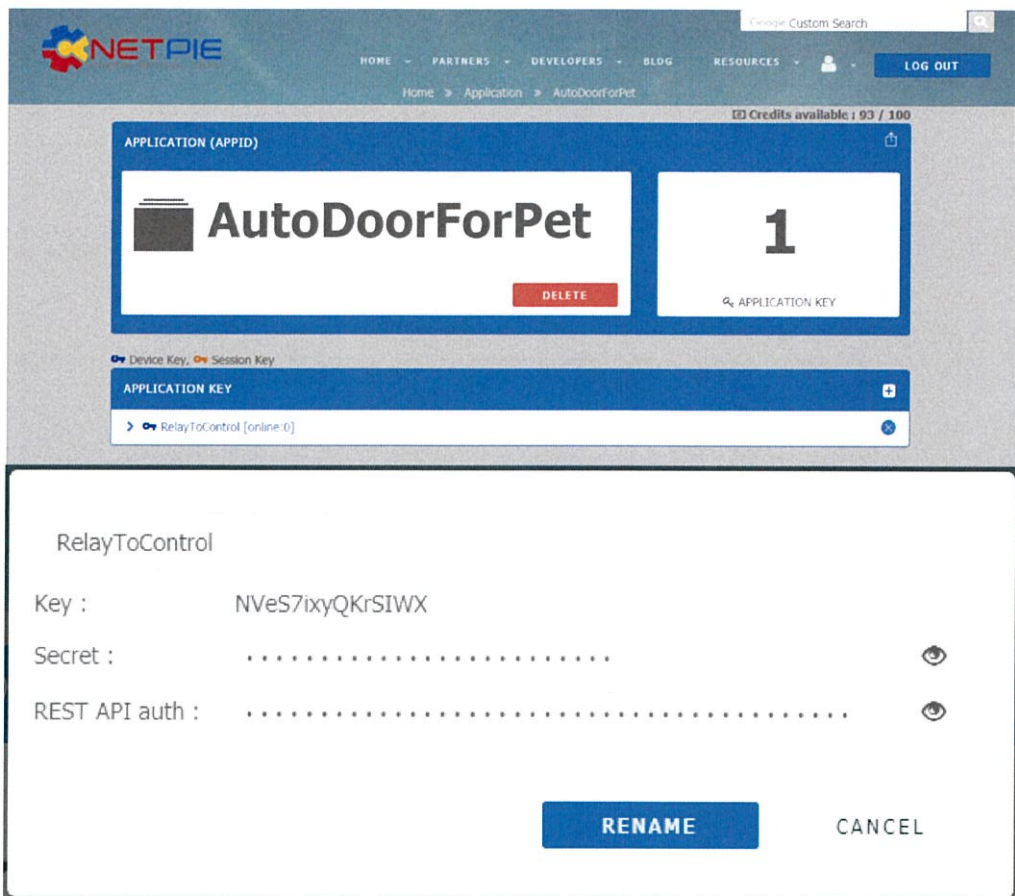 Google Custom Search
NETPIE
HOME PARTNERS DEVELOPERS BLOG RESOURCES LOG OUT
Home » Application » AutoDoorForPet
Credits available : 93 / 100
APPLICATION (APPID)
AutoDoorForPet
DELETE
1
APPLICATION KEY
Device Key, Session Key
APPLICATION KEY
RelayToControl [online:0]
RelayToControl
Key : NVeS7ixyQKrSIWX
Secret : .........................
REST API auth : .........................................
RENAME CANCEL